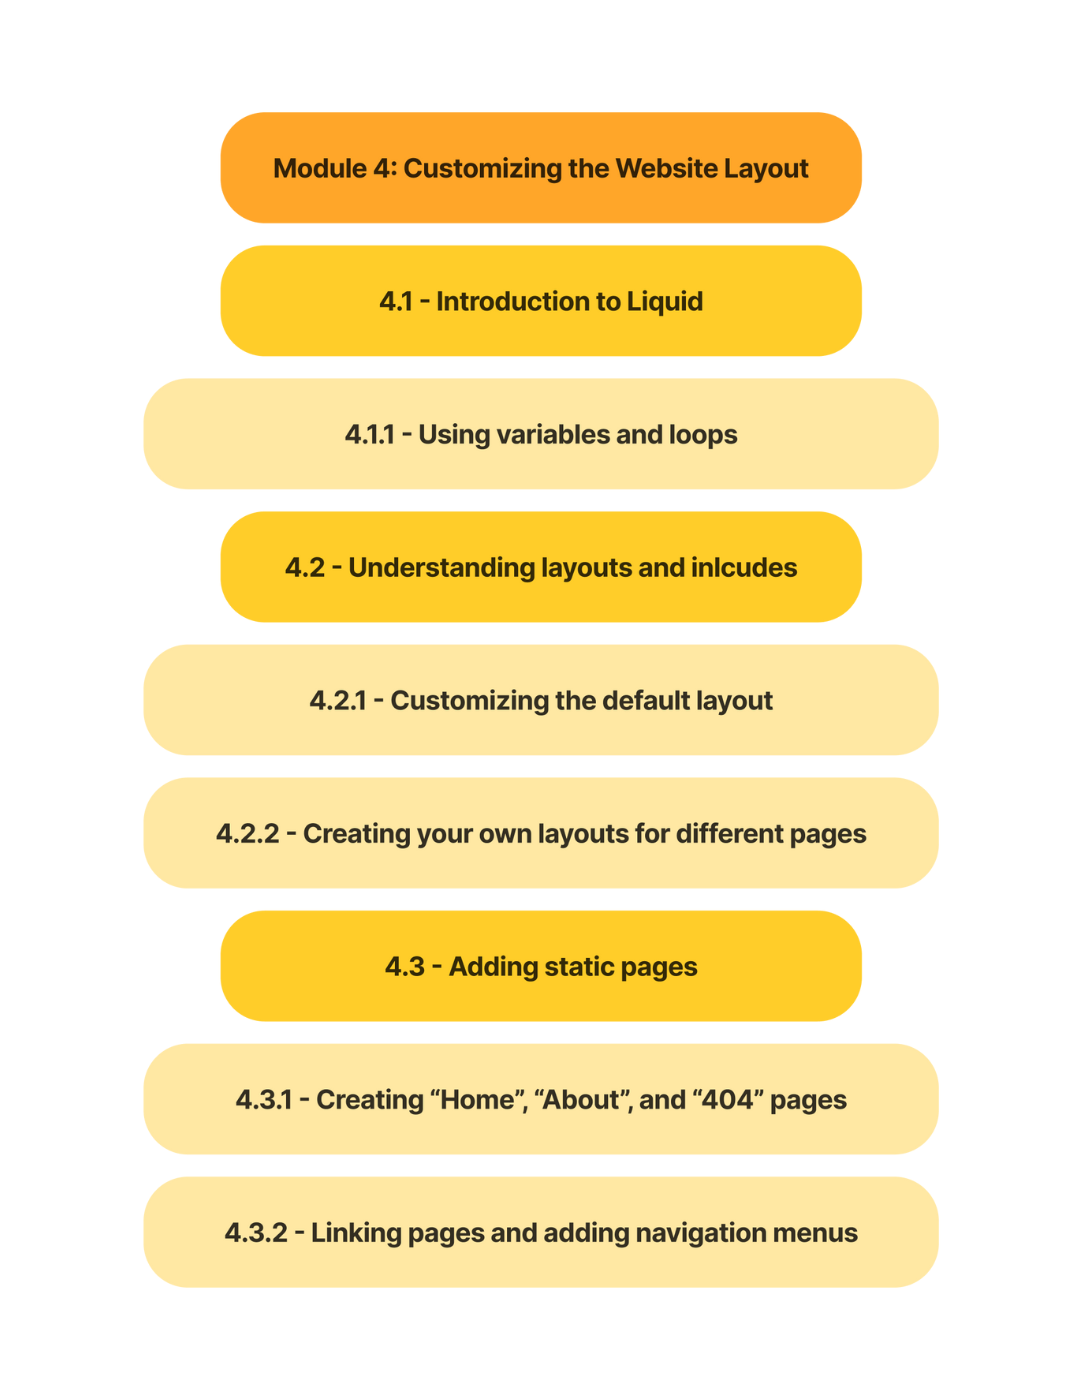 Module 4: Customizing the Website Layout
4.1 - Introduction to Liquid
4.1.1 - Using variables and loops
4.2 - Understanding layouts and inlcudes
4.2.1 - Customizing the default layout
4.2.2 - Creating your own layouts for different pages
4.3 - Adding static pages
4.3.1 - Creating “Home”, “About”, and “404” pages
4.3.2 - Linking pages and adding navigation menus